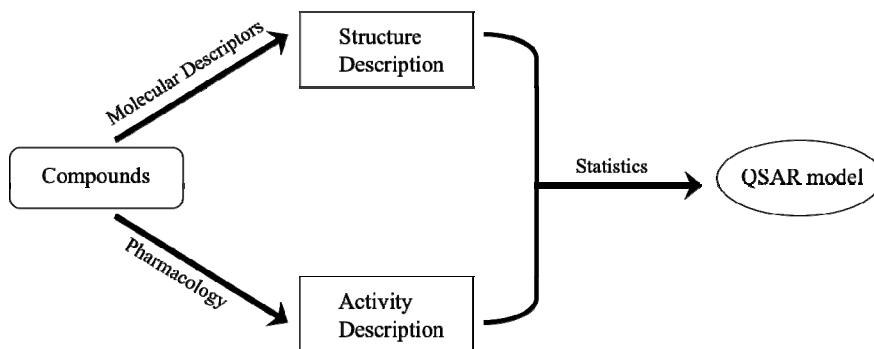 Molecular Descriptors
Structure
Description
Compounds
Statistics
QSAR model
Pharmacology
Activity
Description